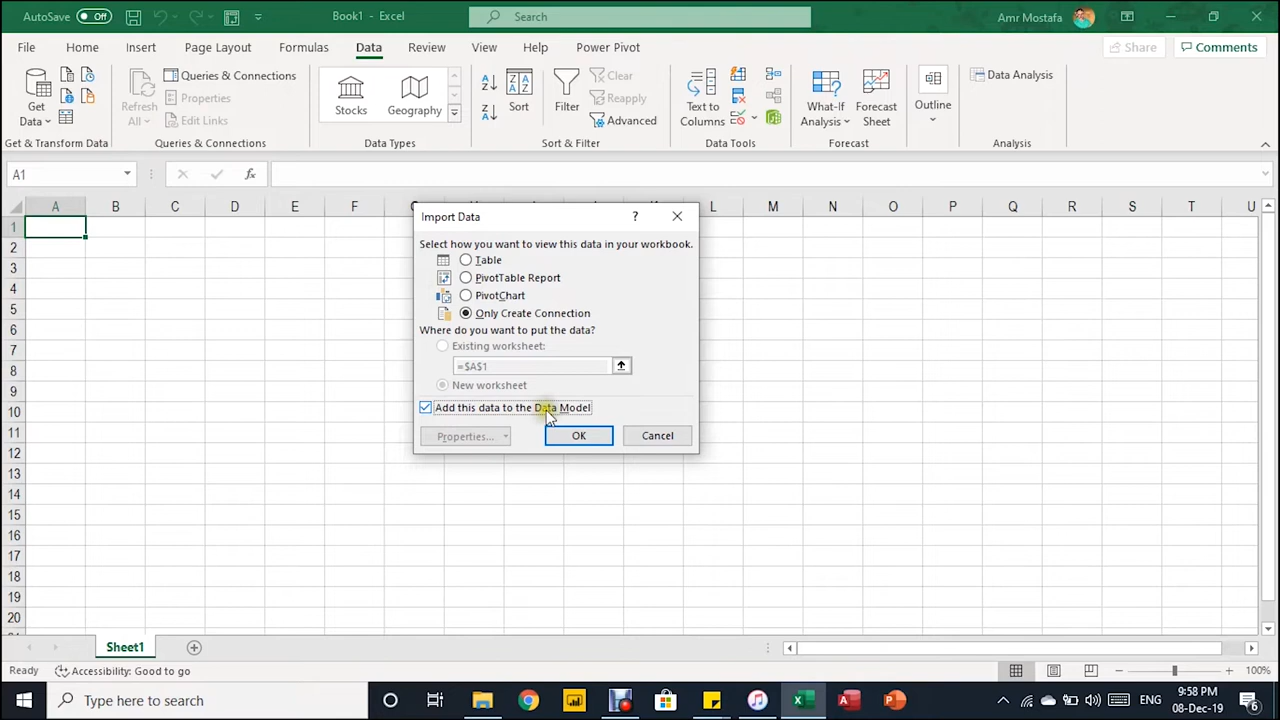 AutoSave Off Book1 - Excel Search Amr Mostafa
File Home Insert Page Layout Formulas Data Review View Help Power Pivot Share Comments
Get Data
Refresh All
Queries & Connections
Properties
Edit Links
Stocks Geography
Sort
Filter
Clear
Reapply
Advanced
Text to Columns
What-If Analysis
Forecast Sheet
Outline
Data Analysis
Get & Transform Data Queries & Connections Data Types Sort & Filter Data Tools Forecast Analysis
A1
A B C D E F L M N O P Q R S T U
1
2
3
4
5
6
7
8
9
10
11
12
13
14
15
16
17
18
19
20
Import Data ?
Select how you want to view this data in your workbook.
Table
PivotTable Report
PivotChart
Only Create Connection
Where do you want to put the data?
Existing worksheet:
=$A$1
New worksheet
Add this data to the Data Model
Properties... OK Cancel
Sheet1
Ready Accessibility: Good to go 100%
Type here to search ENG 9:58 PM
08-Dec-19 6